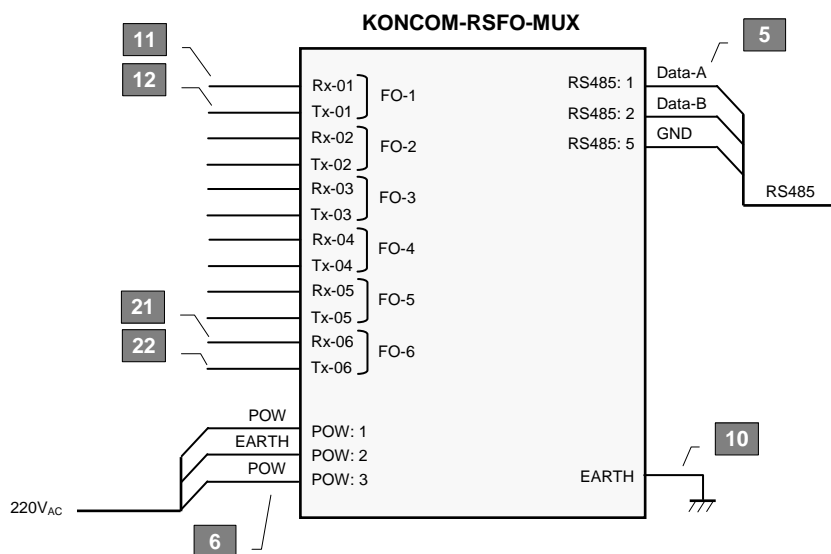 KONCOM-RSFO-MUX
11
12
Rx-01
Tx-01
FO-1
Rx-02
Tx-02
FO-2
Rx-03
Tx-03
FO-3
Rx-04
Tx-04
FO-4
Rx-05
Tx-05
FO-5
21
22
Rx-06
Tx-06
FO-6
POW
EARTH
POW
POW: 1
POW: 2
POW: 3
220VAC
6
5
RS485: 1
Data-A
RS485: 2
Data-B
RS485: 5
GND
RS485
10
EARTH